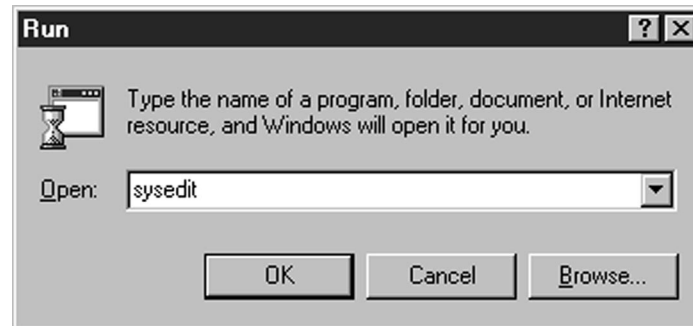 Run
Type the name of a program, folder, document, or Internet
resource, and Windows will open it for you.
Open: sysedit
OK Cancel Browse...